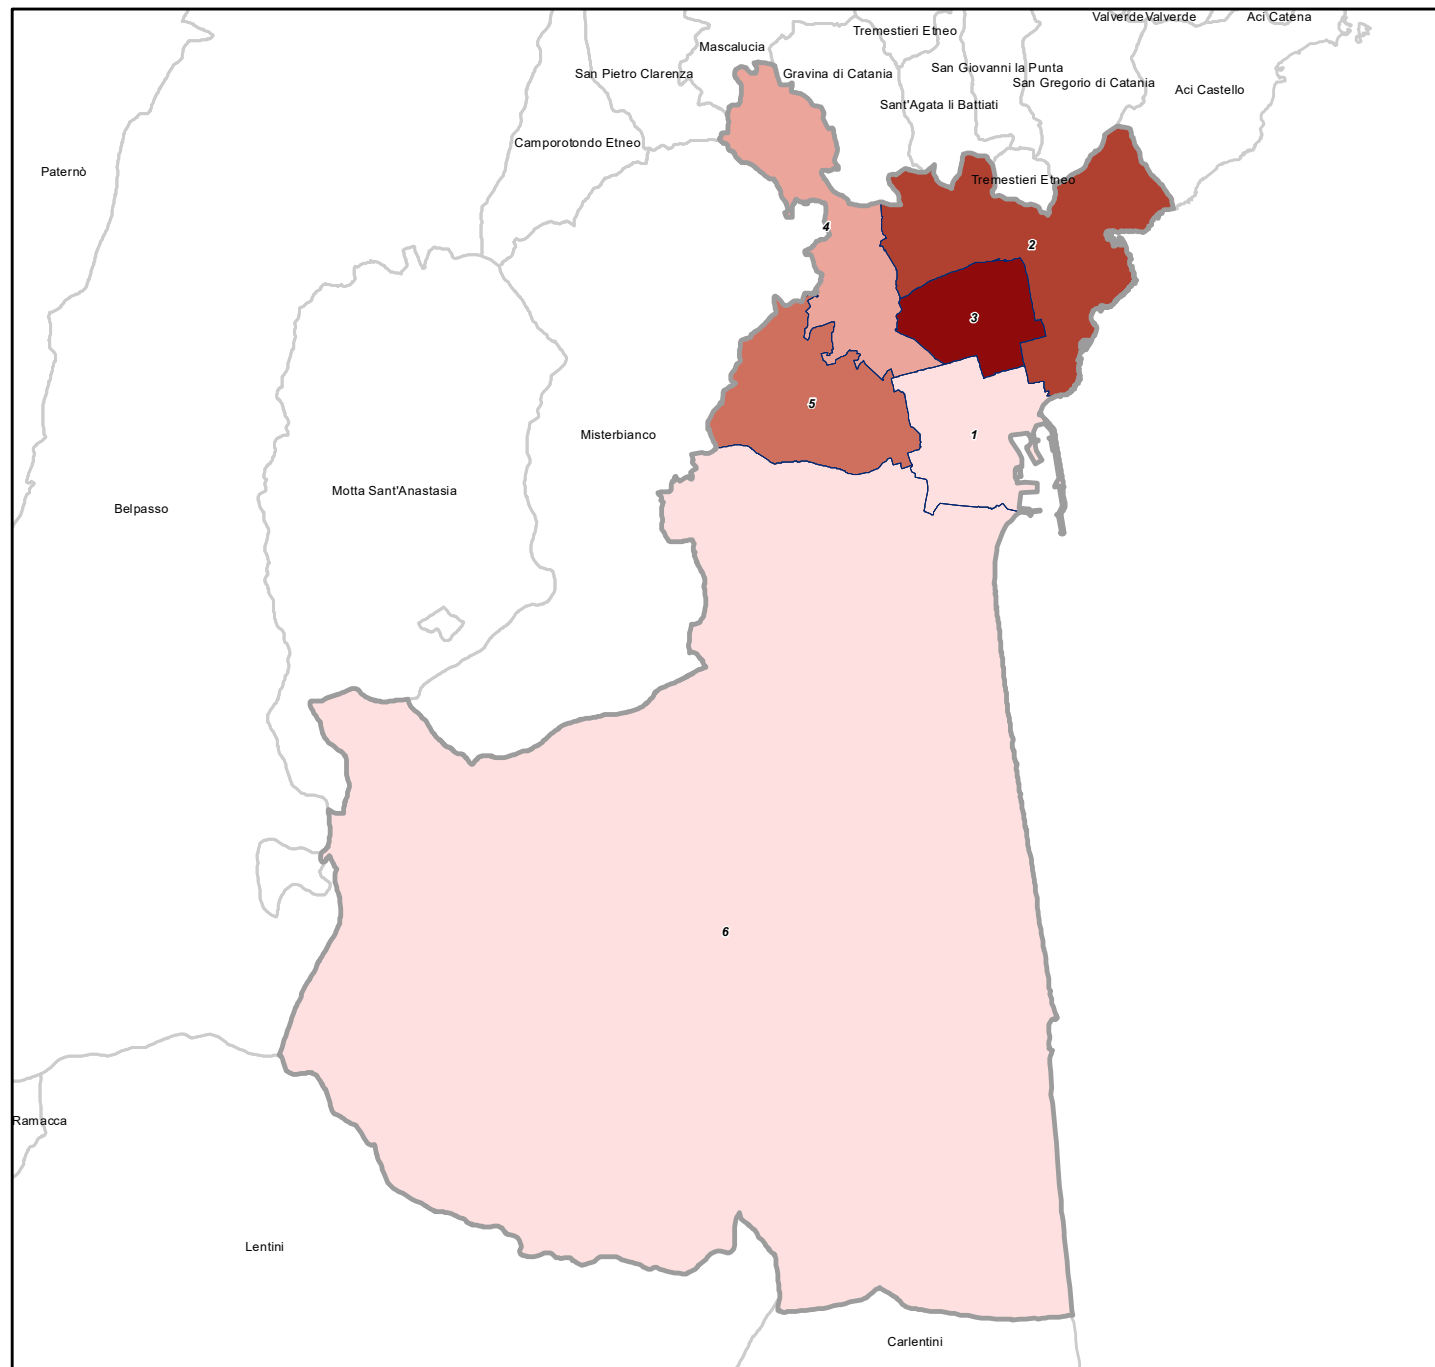 Valverde Valverde
Aci Catena
Tremestieri Etneo
Mascalucia
San Pietro Clarenza
Gravina di Catania
San Giovanni la Punta
San Gregorio di Catania
Aci Castello
Sant'Agata li Battiati
Camporotondo Etneo
Paternò
Tremestieri Etneo
4
2
3
5
1
Misterbianco
Motta Sant'Anastasia
Belpasso
6
Ramacca
Lentini
Carlentini